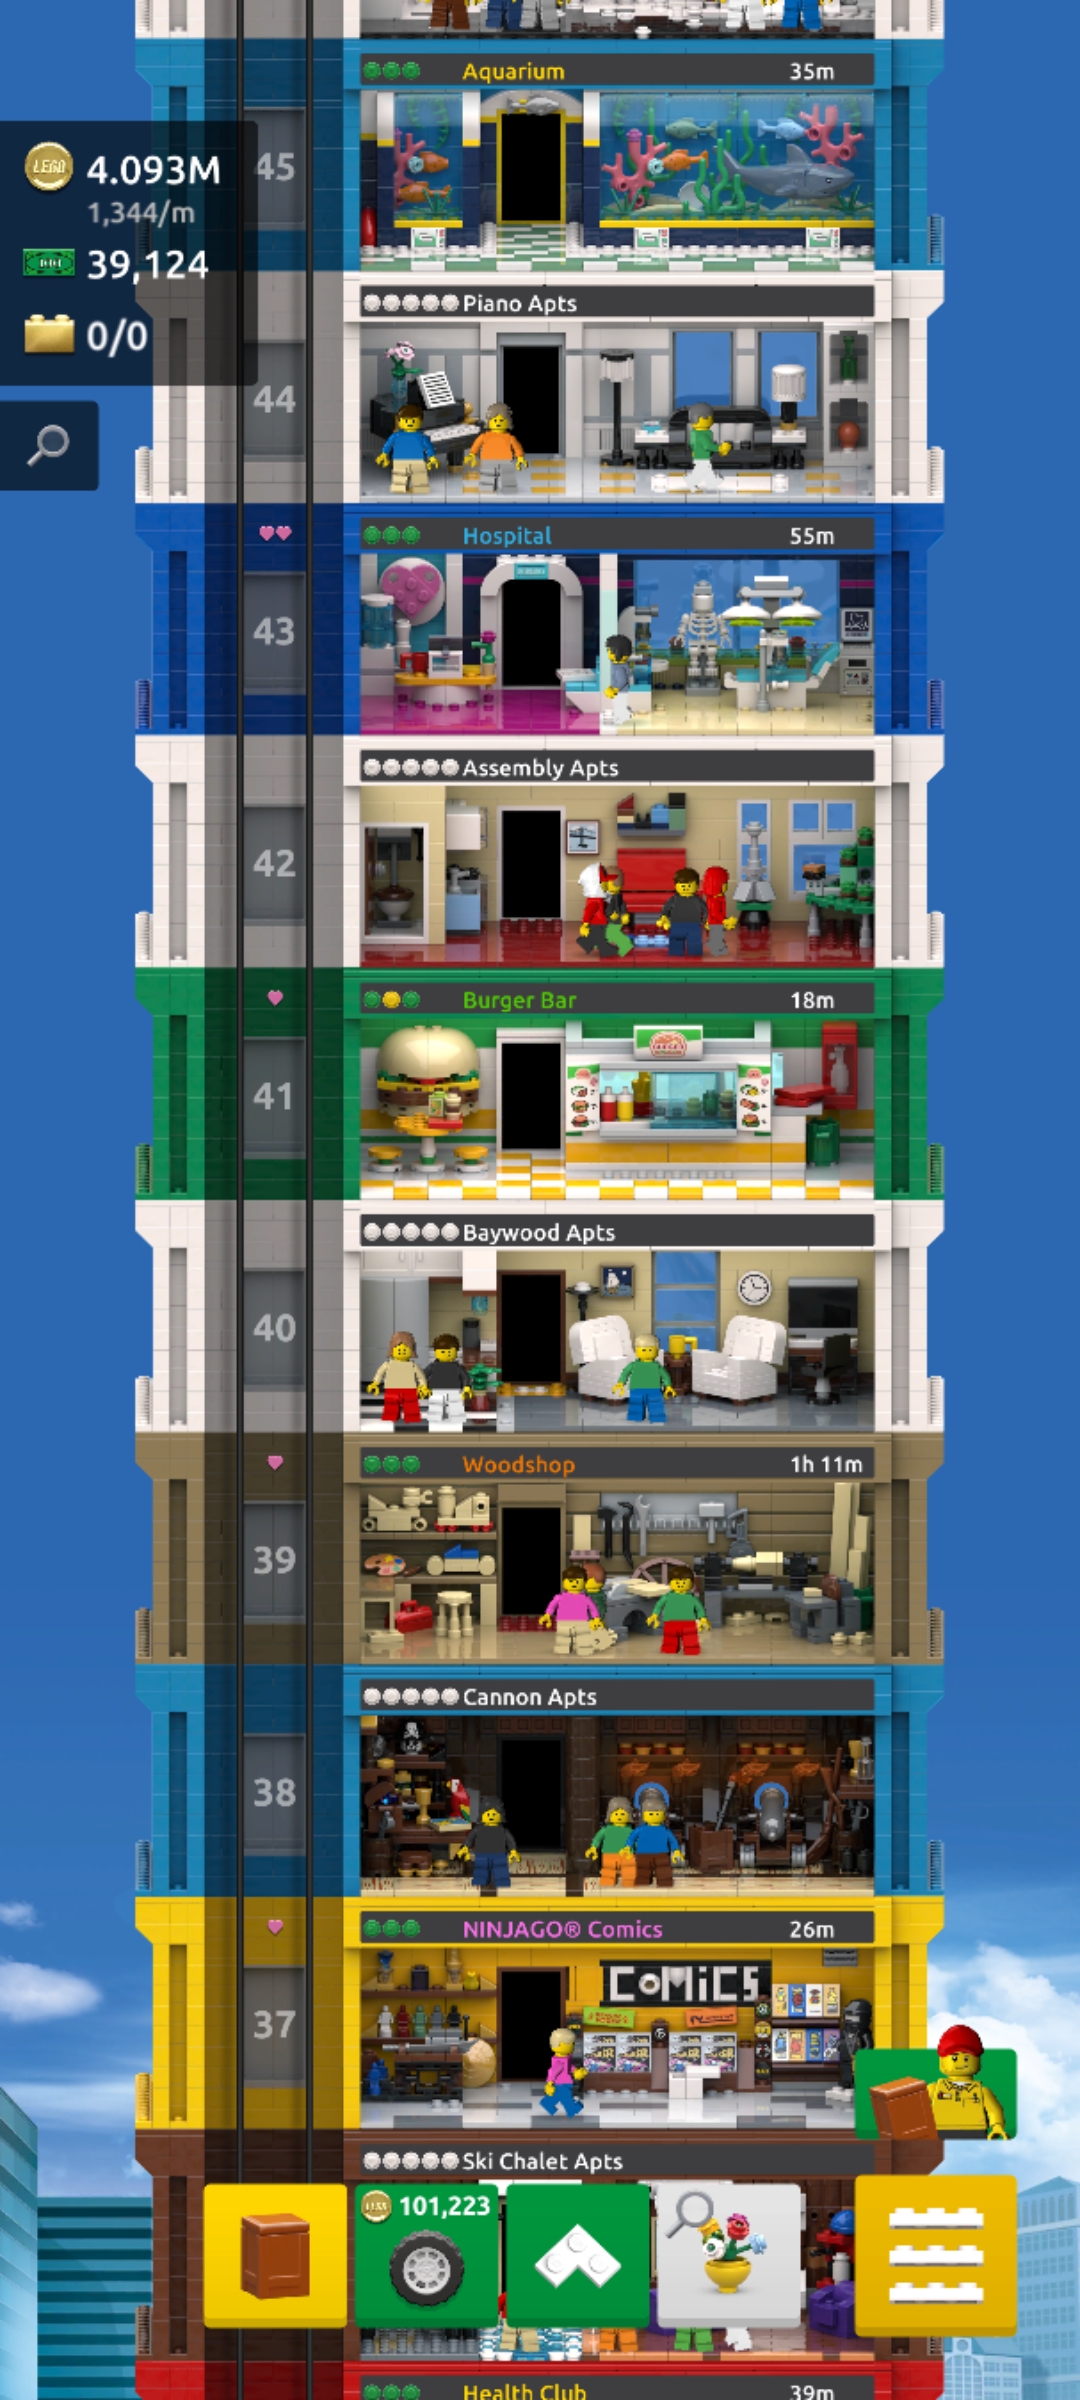 Aquarium 35m
LEGO 4.093M
45
1,344/m
39,124
Piano Apts
0/0
44
Hospital 55m
43
Assembly Apts
42
Burger Bar 18m
41
Baywood Apts
40
Woodshop 1h 11m
39
Cannon Apts
38
NINJAGO® Comics 26m
COMICS
37
Ski Chalet Apts
101,223
Health Club 39m